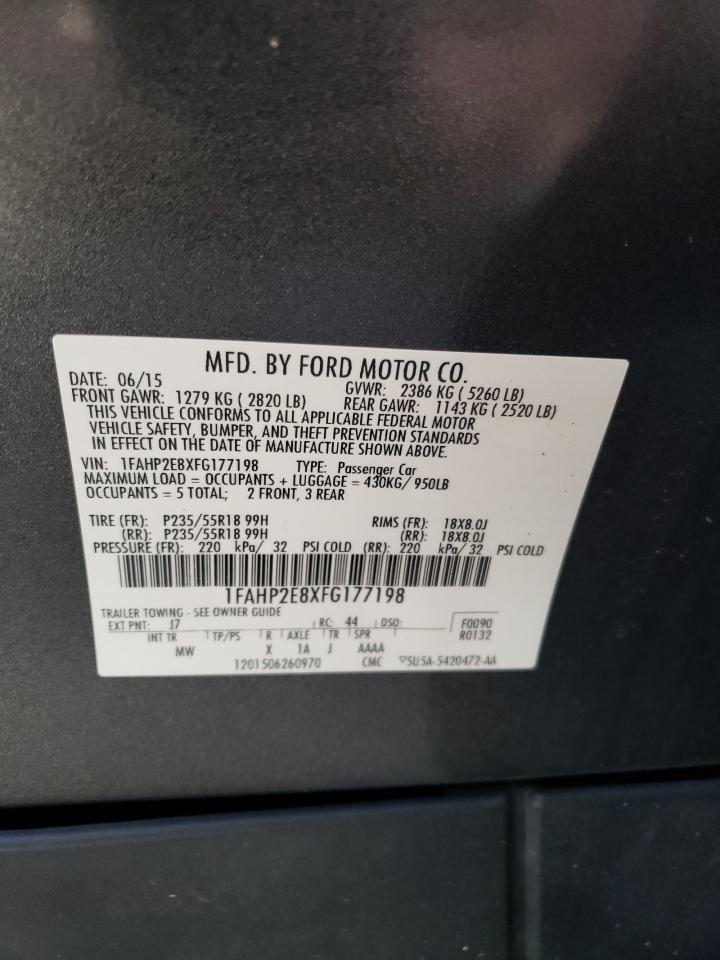 MFD. BY FORD MOTOR CO.
DATE: 06/15 GVWR: 2386 KG ( 5260 LB)
FRONT GAWR: 1279 KG ( 2820 LB) REAR GAWR: 1143 KG ( 2520 LB)
THIS VEHICLE CONFORMS TO ALL APPLICABLE FEDERAL MOTOR
VEHICLE SAFETY, BUMPER, AND THEFT PREVENTION STANDARDS
IN EFFECT ON THE DATE OF MANUFACTURE SHOWN ABOVE.
VIN: 1FAHP2E8XFG177198 TYPE: Passenger Car
MAXIMUM LOAD = OCCUPANTS + LUGGAGE = 430KG/ 950LB
OCCUPANTS = 5 TOTAL; 2 FRONT, 3 REAR
TIRE (FR): P235/55R18 99H RIMS (FR): 18X8.0J
(RR): P235/55R18 99H (RR): 18X8.0J
PRESSURE (FR): 220 kPa/ 32 PSI COLD (RR): 220 kPa/ 32 PSI COLD
1FAHP2E8XFG177198
TRAILER TOWING - SEE OWNER GUIDE
EXT PNT: J7 RC: 44 DSO: F0090
INT TR TP/PS R AXLE TR SPR R0132
MW X 1A J AAAA
1201506260970 CMC ▽5U5A-5420472-AA